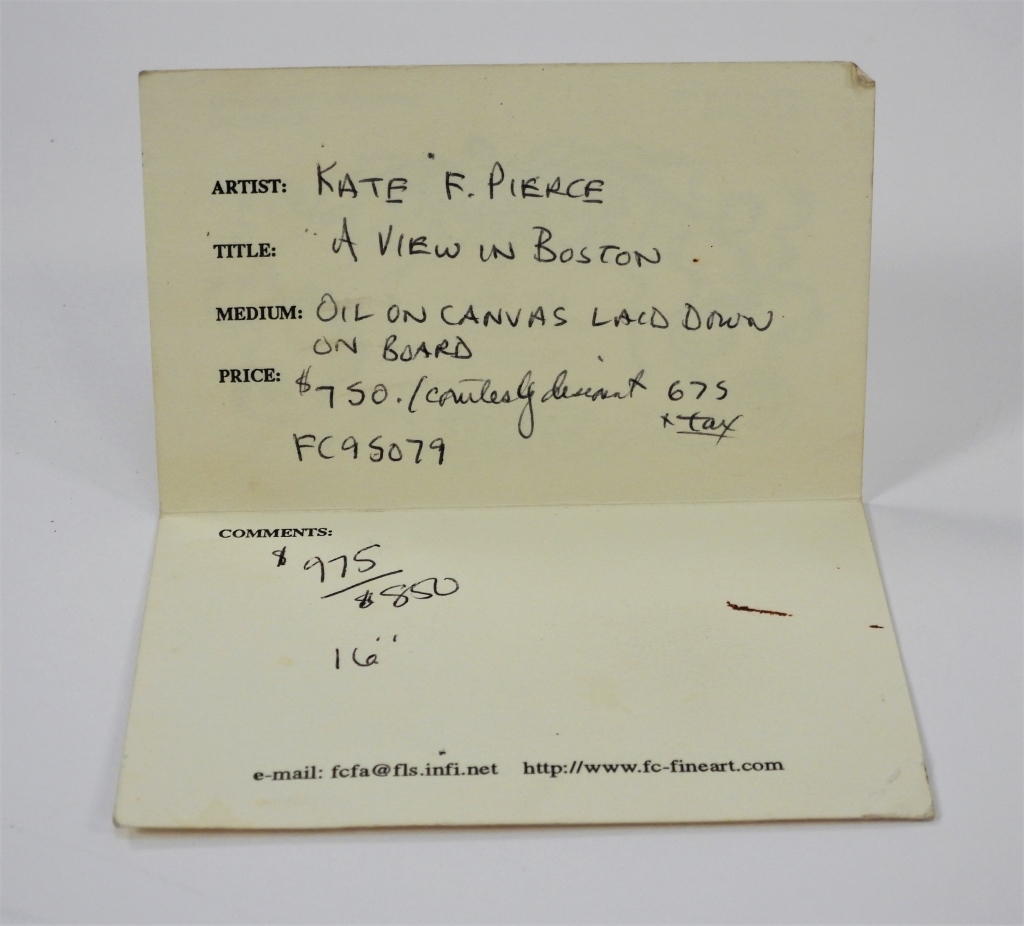 ARTIST: KATE F. PIERCE
TITLE: A VIEW IN BOSTON
MEDIUM: OIL ON CANVAS LAID DOWN
ON BOARD
PRICE: $750. / courtesy discount 675
+ tax
FC95079
COMMENTS:
$975
/$850
16"
e-mail: fcfa@fls.infi.net http://www.fc-fineart.com